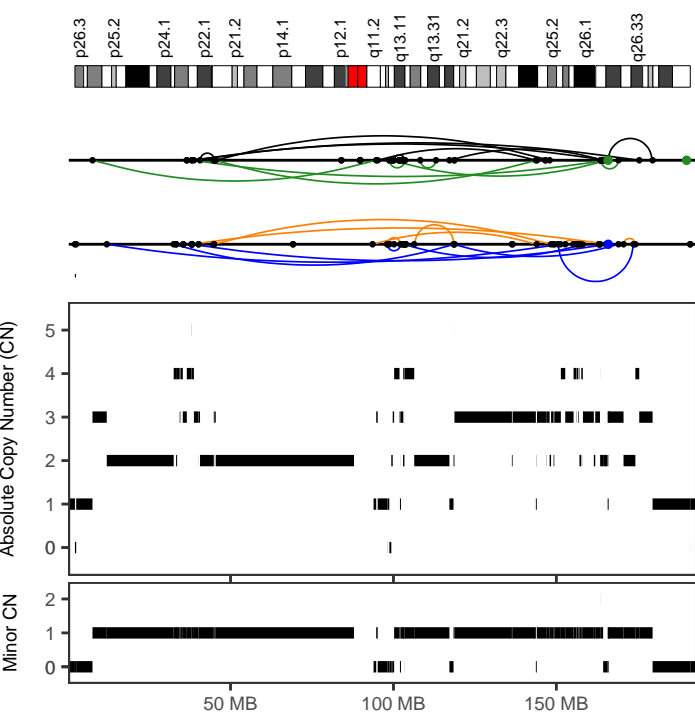 p26.3 p25.2 p24.1 p22.1 p21.2 p14.1 p12.1 q11.2 q13.11 q13.31 q21.2 q22.3 q25.2 q26.1 q26.33
Absolute Copy Number (CN)
5
4
3
2
1
0
Minor CN
2
1
0
50 MB 100 MB 150 MB